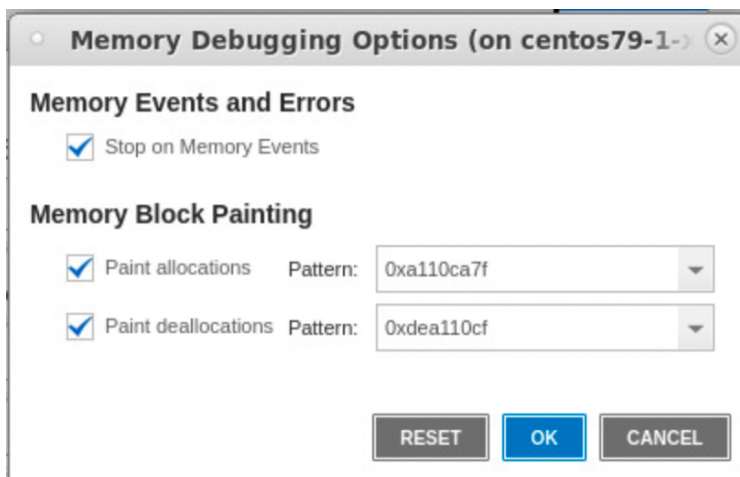 Memory Debugging Options (on centos79-1-
Memory Events and Errors
Stop on Memory Events
Memory Block Painting
Paint allocations Pattern: 0xa110ca7f
Paint deallocations Pattern: 0xdea110cf
RESET OK CANCEL